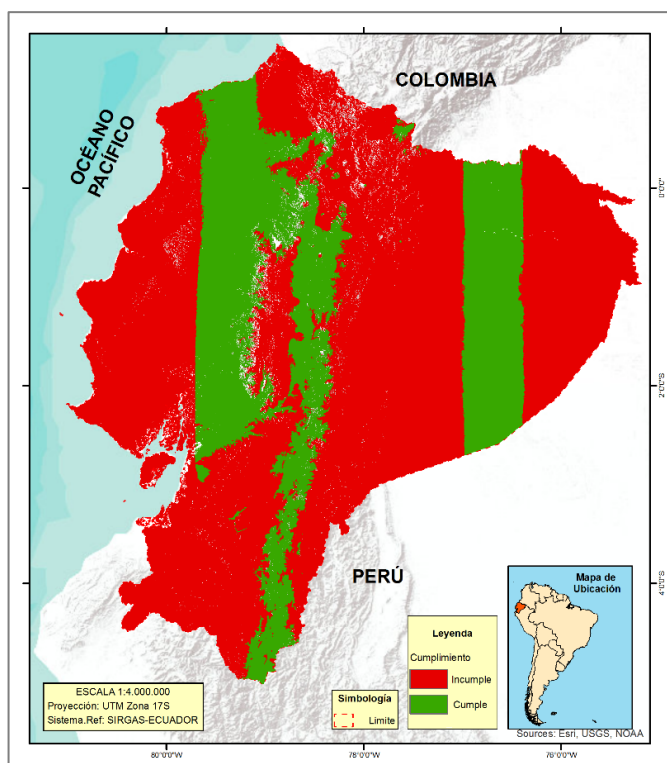 COLOMBIA
OCÉANO
PACÍFICO
0°0'0"
2°0'0"S
4°0'0"S
PERÚ
Mapa de
Ubicación
Leyenda
Cumplimiento
Incumple
Cumple
Simbología
Limite
ESCALA 1:4.000.000
Proyección: UTM Zona 17S
Sistema.Ref: SIRGAS-ECUADOR
Sources: Esri, USGS, NOAA
80°0'0"W
78°0'0"W
76°0'0"W